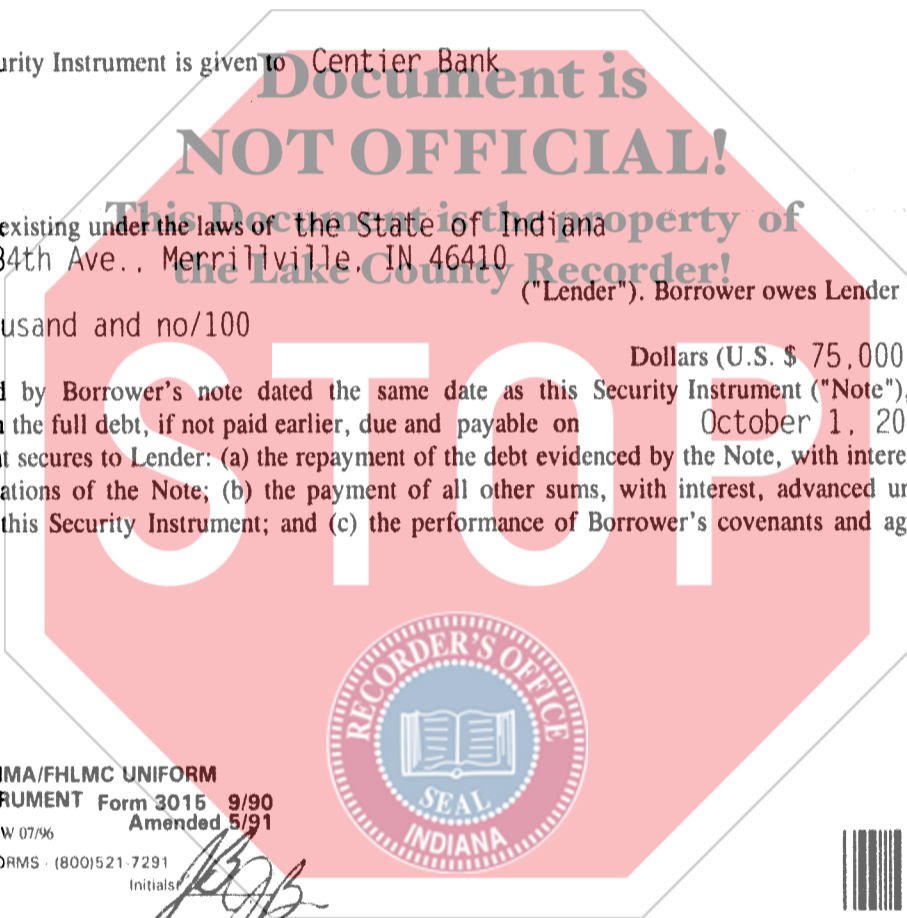 urity Instrument is given to Centier Bank
Document is
NOT OFFICIAL!
This Document is the property of
existing under the laws of the State of Indiana
34th Ave., Merrillville, IN 46410
the Lake County Recorder!
("Lender"). Borrower owes Lender
usand and no/100
Dollars (U.S. $ 75,000
d by Borrower's note dated the same date as this Security Instrument ("Note"),
the full debt, if not paid earlier, due and payable on October 1, 20
t secures to Lender: (a) the repayment of the debt evidenced by the Note, with intere
ations of the Note; (b) the payment of all other sums, with interest, advanced un
this Security Instrument; and (c) the performance of Borrower's covenants and ag
STOP
RECORDER'S OFFICE
SEAL
INDIANA
MA/FHLMC UNIFORM
RUMENT Form 3015 9/90
Amended 5/91
W 07/96
ORMS - (800)521-7291
Initials